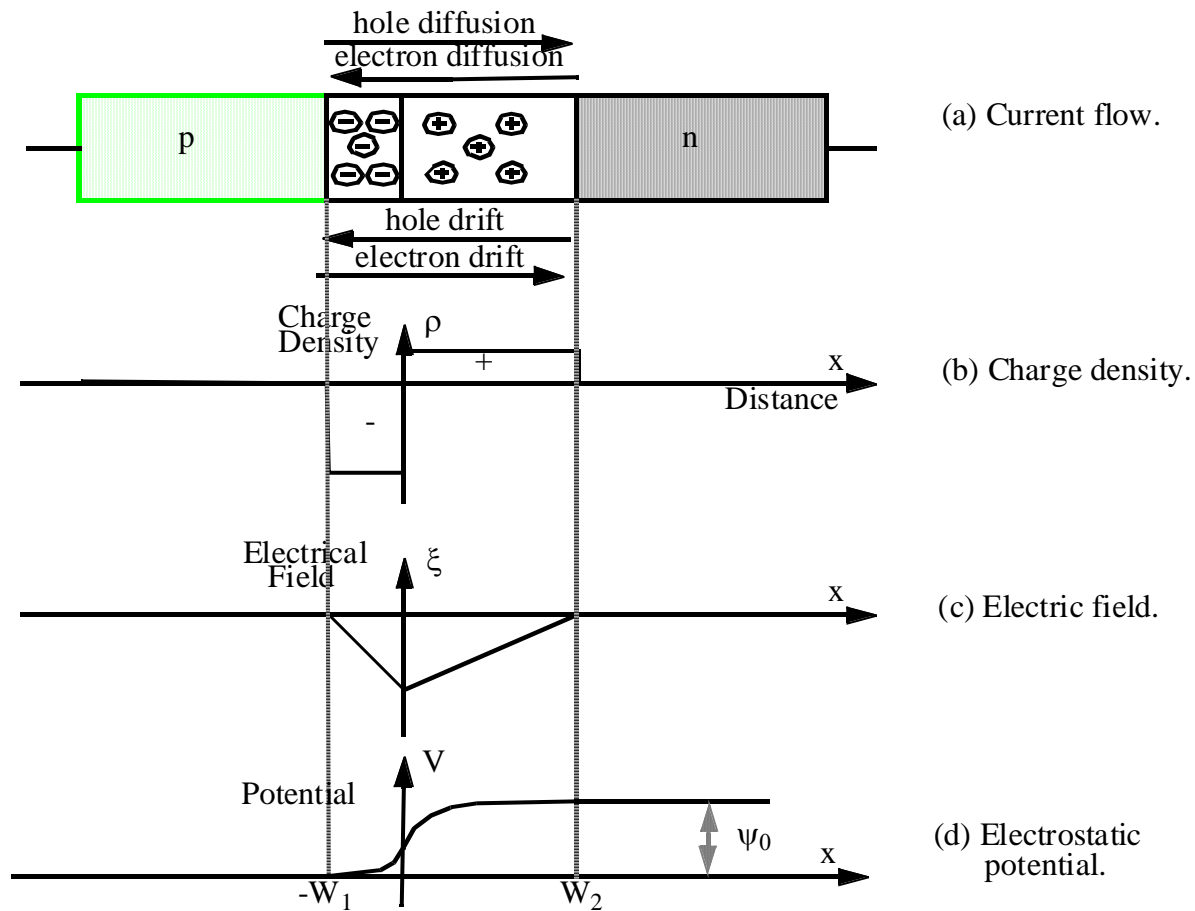 hole diffusion
electron diffusion
p
n
(a) Current flow.
hole drift
electron drift
Charge
Density
ρ
+
-
x
Distance
(b) Charge density.
Electrical
Field
ξ
x
(c) Electric field.
Potential
V
ψ0
x
-W1
W2
(d) Electrostatic
potential.